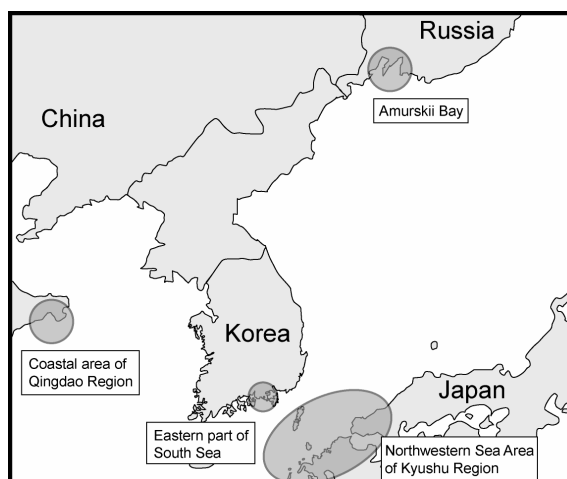 Russia
Amurskii Bay
China
Korea
Coastal area of
Qingdao Region
Japan
Eastern part of
South Sea
Northwestern Sea Area
of Kyushu Region